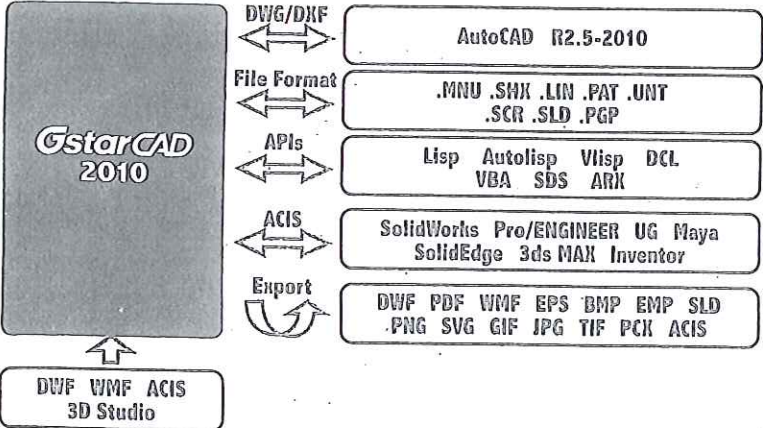 GstarCAD
2010
DWG/DXF
AutoCAD R2.5-2010
File Format
.MNU .SHX .LIN .PAT .UNT
.SCR .SLD .PGP
APIs
Lisp Autolisp Vlisp DCL
VBA SDS ARX
ACIS
SolidWorks Pro/ENGINEER UG Maya
SolidEdge 3ds MAX Inventor
Export
DWF PDF WMF EPS BMP EMP SLD
PNG SVG GIF JPG TIF PCX ACIS
DWF WMF ACIS
3D Studio